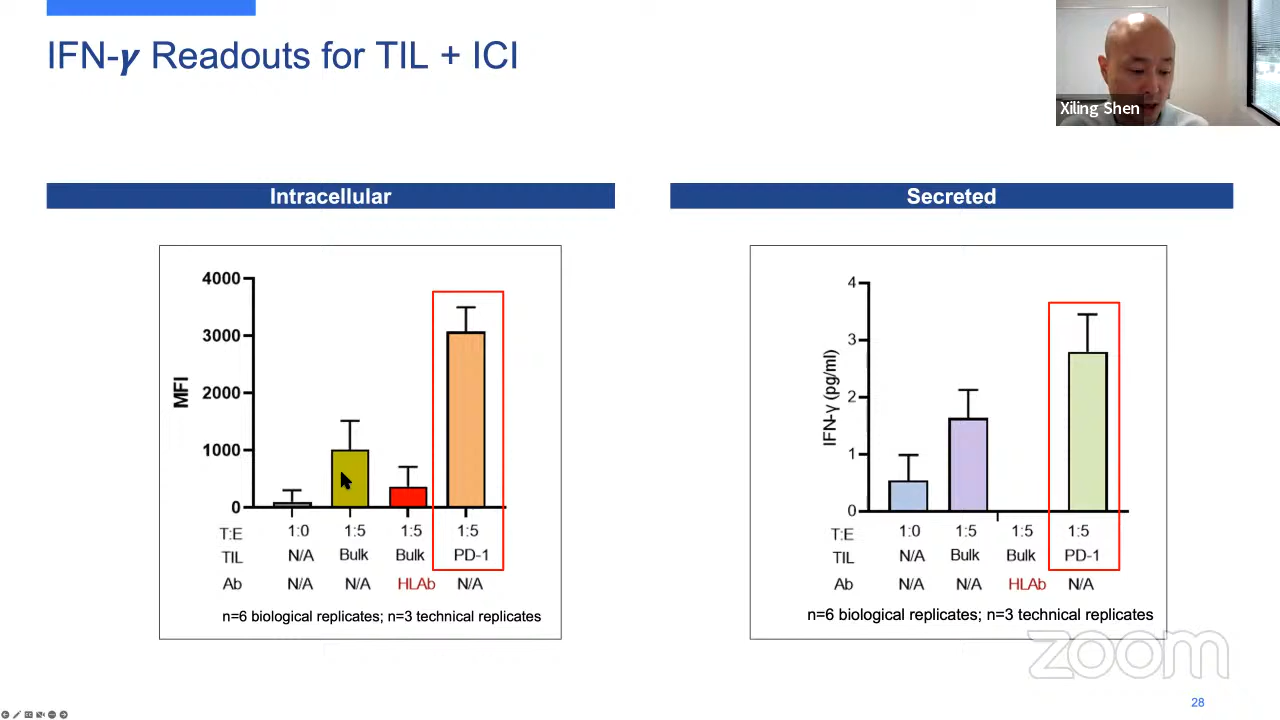 IFN-γ Readouts for TIL + ICI
Xiling Shen
Intracellular
Secreted
4000
3000
2000
1000
0
MFI
T:E 1:0 1:5 1:5 1:5
TIL N/A Bulk Bulk PD-1
Ab N/A N/A HLAb N/A
n=6 biological replicates; n=3 technical replicates
4
3
2
1
0
IFN-γ (pg/ml)
T:E 1:0 1:5 1:5 1:5
TIL N/A Bulk Bulk PD-1
Ab N/A N/A HLAb N/A
n=6 biological replicates; n=3 technical replicates
zoom
28